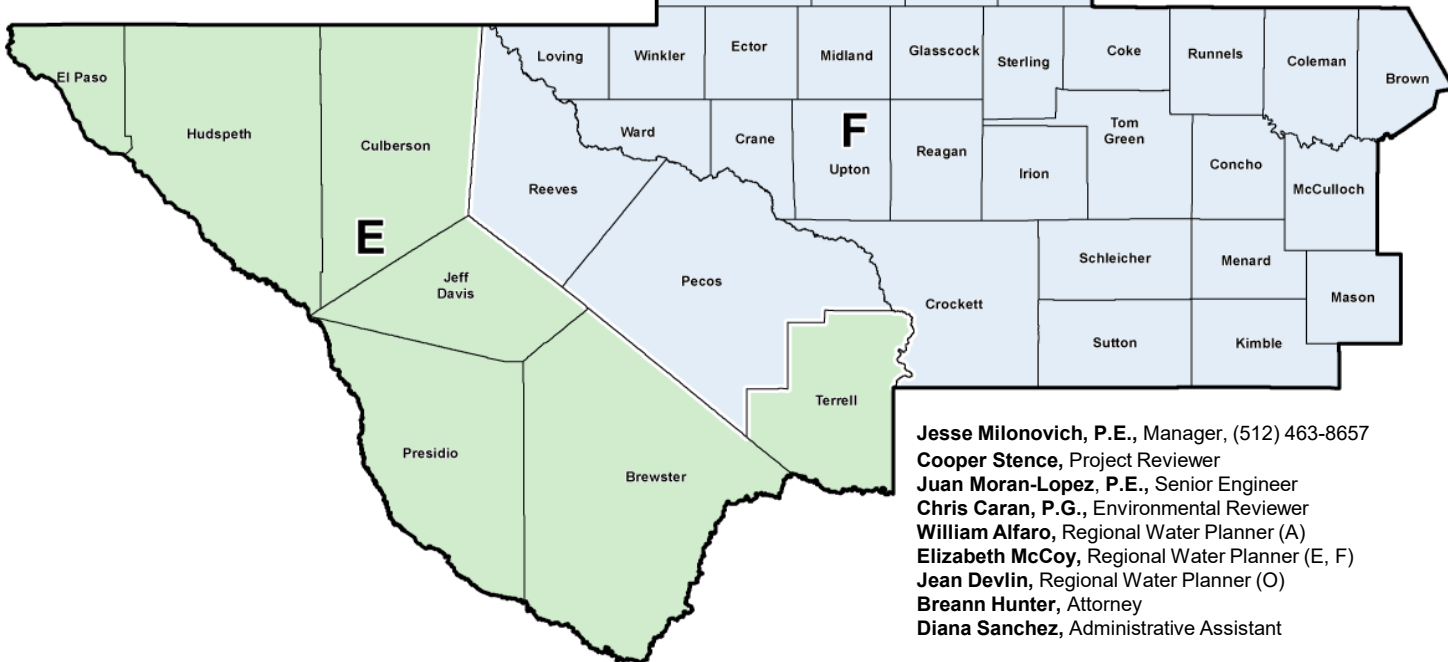 Loving
Winkler
Ector
Midland
Glasscock
Sterling
Coke
Runnels
Coleman
Brown
El Paso
Hudspeth
Culberson
Ward
Crane
F
Upton
Reagan
Irion
Tom
Green
Concho
McCulloch
Reeves
E
Jeff
Davis
Pecos
Crockett
Schleicher
Menard
Mason
Sutton
Kimble
Terrell
Presidio
Brewster
Jesse Milonovich, P.E., Manager, (512) 463-8657
Cooper Stence, Project Reviewer
Juan Moran-Lopez, P.E., Senior Engineer
Chris Caran, P.G., Environmental Reviewer
William Alfaro, Regional Water Planner (A)
Elizabeth McCoy, Regional Water Planner (E, F)
Jean Devlin, Regional Water Planner (O)
Breann Hunter, Attorney
Diana Sanchez, Administrative Assistant